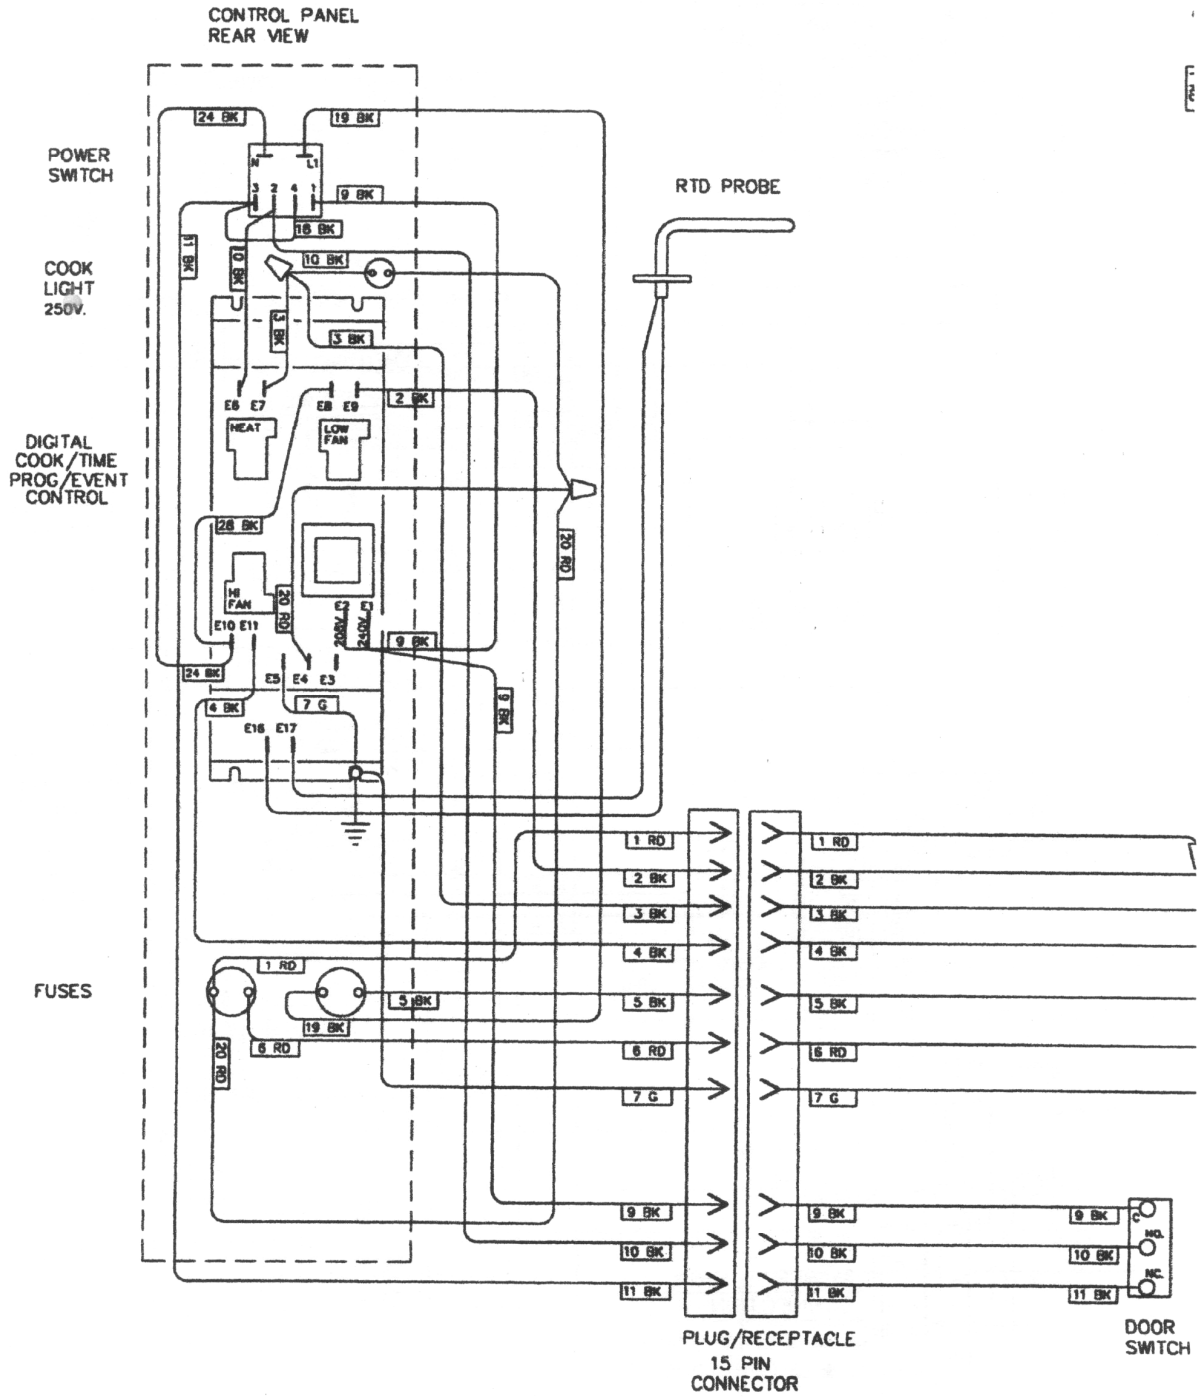 CONTROL PANEL
REAR VIEW
24 BK
19 BK
POWER
SWITCH
N
L1
3 2 4 1
9 BK
RTD PROBE
18 BK
11 BK
10 BK
10 BK
COOK
LIGHT
250V.
3 BK
3 BK
E6 E7
E8 E9
2 BK
HEAT
LOW
FAN
DIGITAL
COOK/TIME
PROG/EVENT
CONTROL
28 BK
20 RD
HI
FAN
20 RD
E2 E1
208V
240V
E10 E11
9 BK
24 BK
E5 E4 E3
4 BK
7 G
9 BK
E16 E17
1 RD
1 RD
2 BK
2 BK
3 BK
3 BK
4 BK
4 BK
1 RD
FUSES
5 BK
5 BK
5 BK
19 BK
6 RD
6 RD
6 RD
20 RD
7 G
7 G
9 BK
9 BK
9 BK
C
NO.
10 BK
10 BK
10 BK
NC.
11 BK
11 BK
11 BK
DOOR
SWITCH
PLUG/RECEPTACLE
15 PIN
CONNECTOR